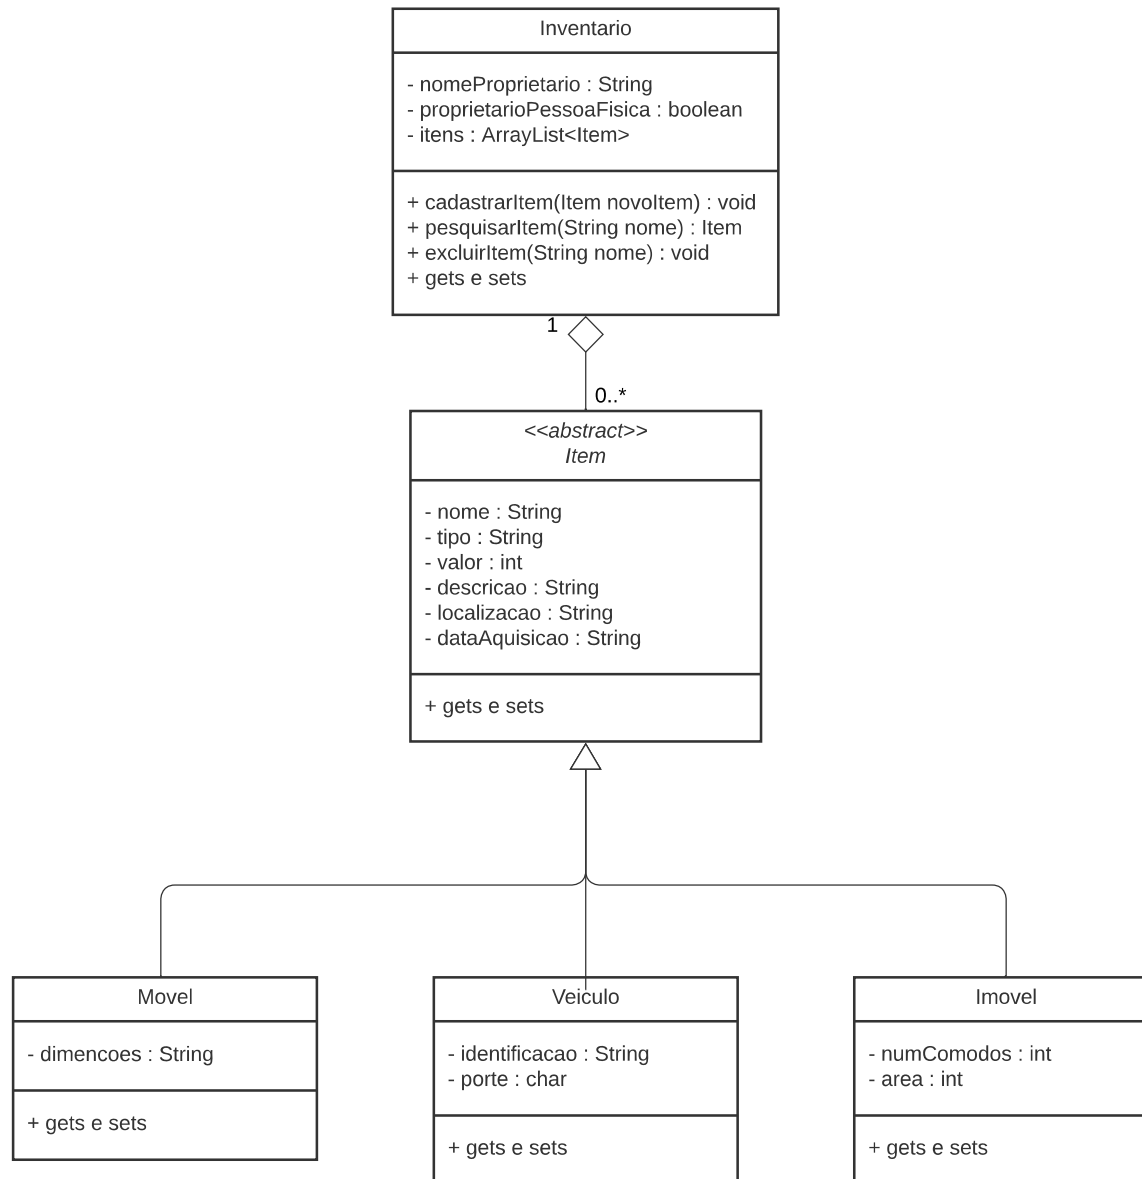 Inventario
- nomeProprietario : String
- proprietarioPessoaFisica : boolean
- itens : ArrayList<Item>
+ cadastrarItem(Item novoItem) : void
+ pesquisarItem(String nome) : Item
+ excluirItem(String nome) : void
+ gets e sets
1
0..*
<<abstract>>
Item
- nome : String
- tipo : String
- valor : int
- descricao : String
- localizacao : String
- dataAquisicao : String
+ gets e sets
Movel
- dimencoes : String
+ gets e sets
Veiculo
- identificacao : String
- porte : char
+ gets e sets
Imovel
- numComodos : int
- area : int
+ gets e sets